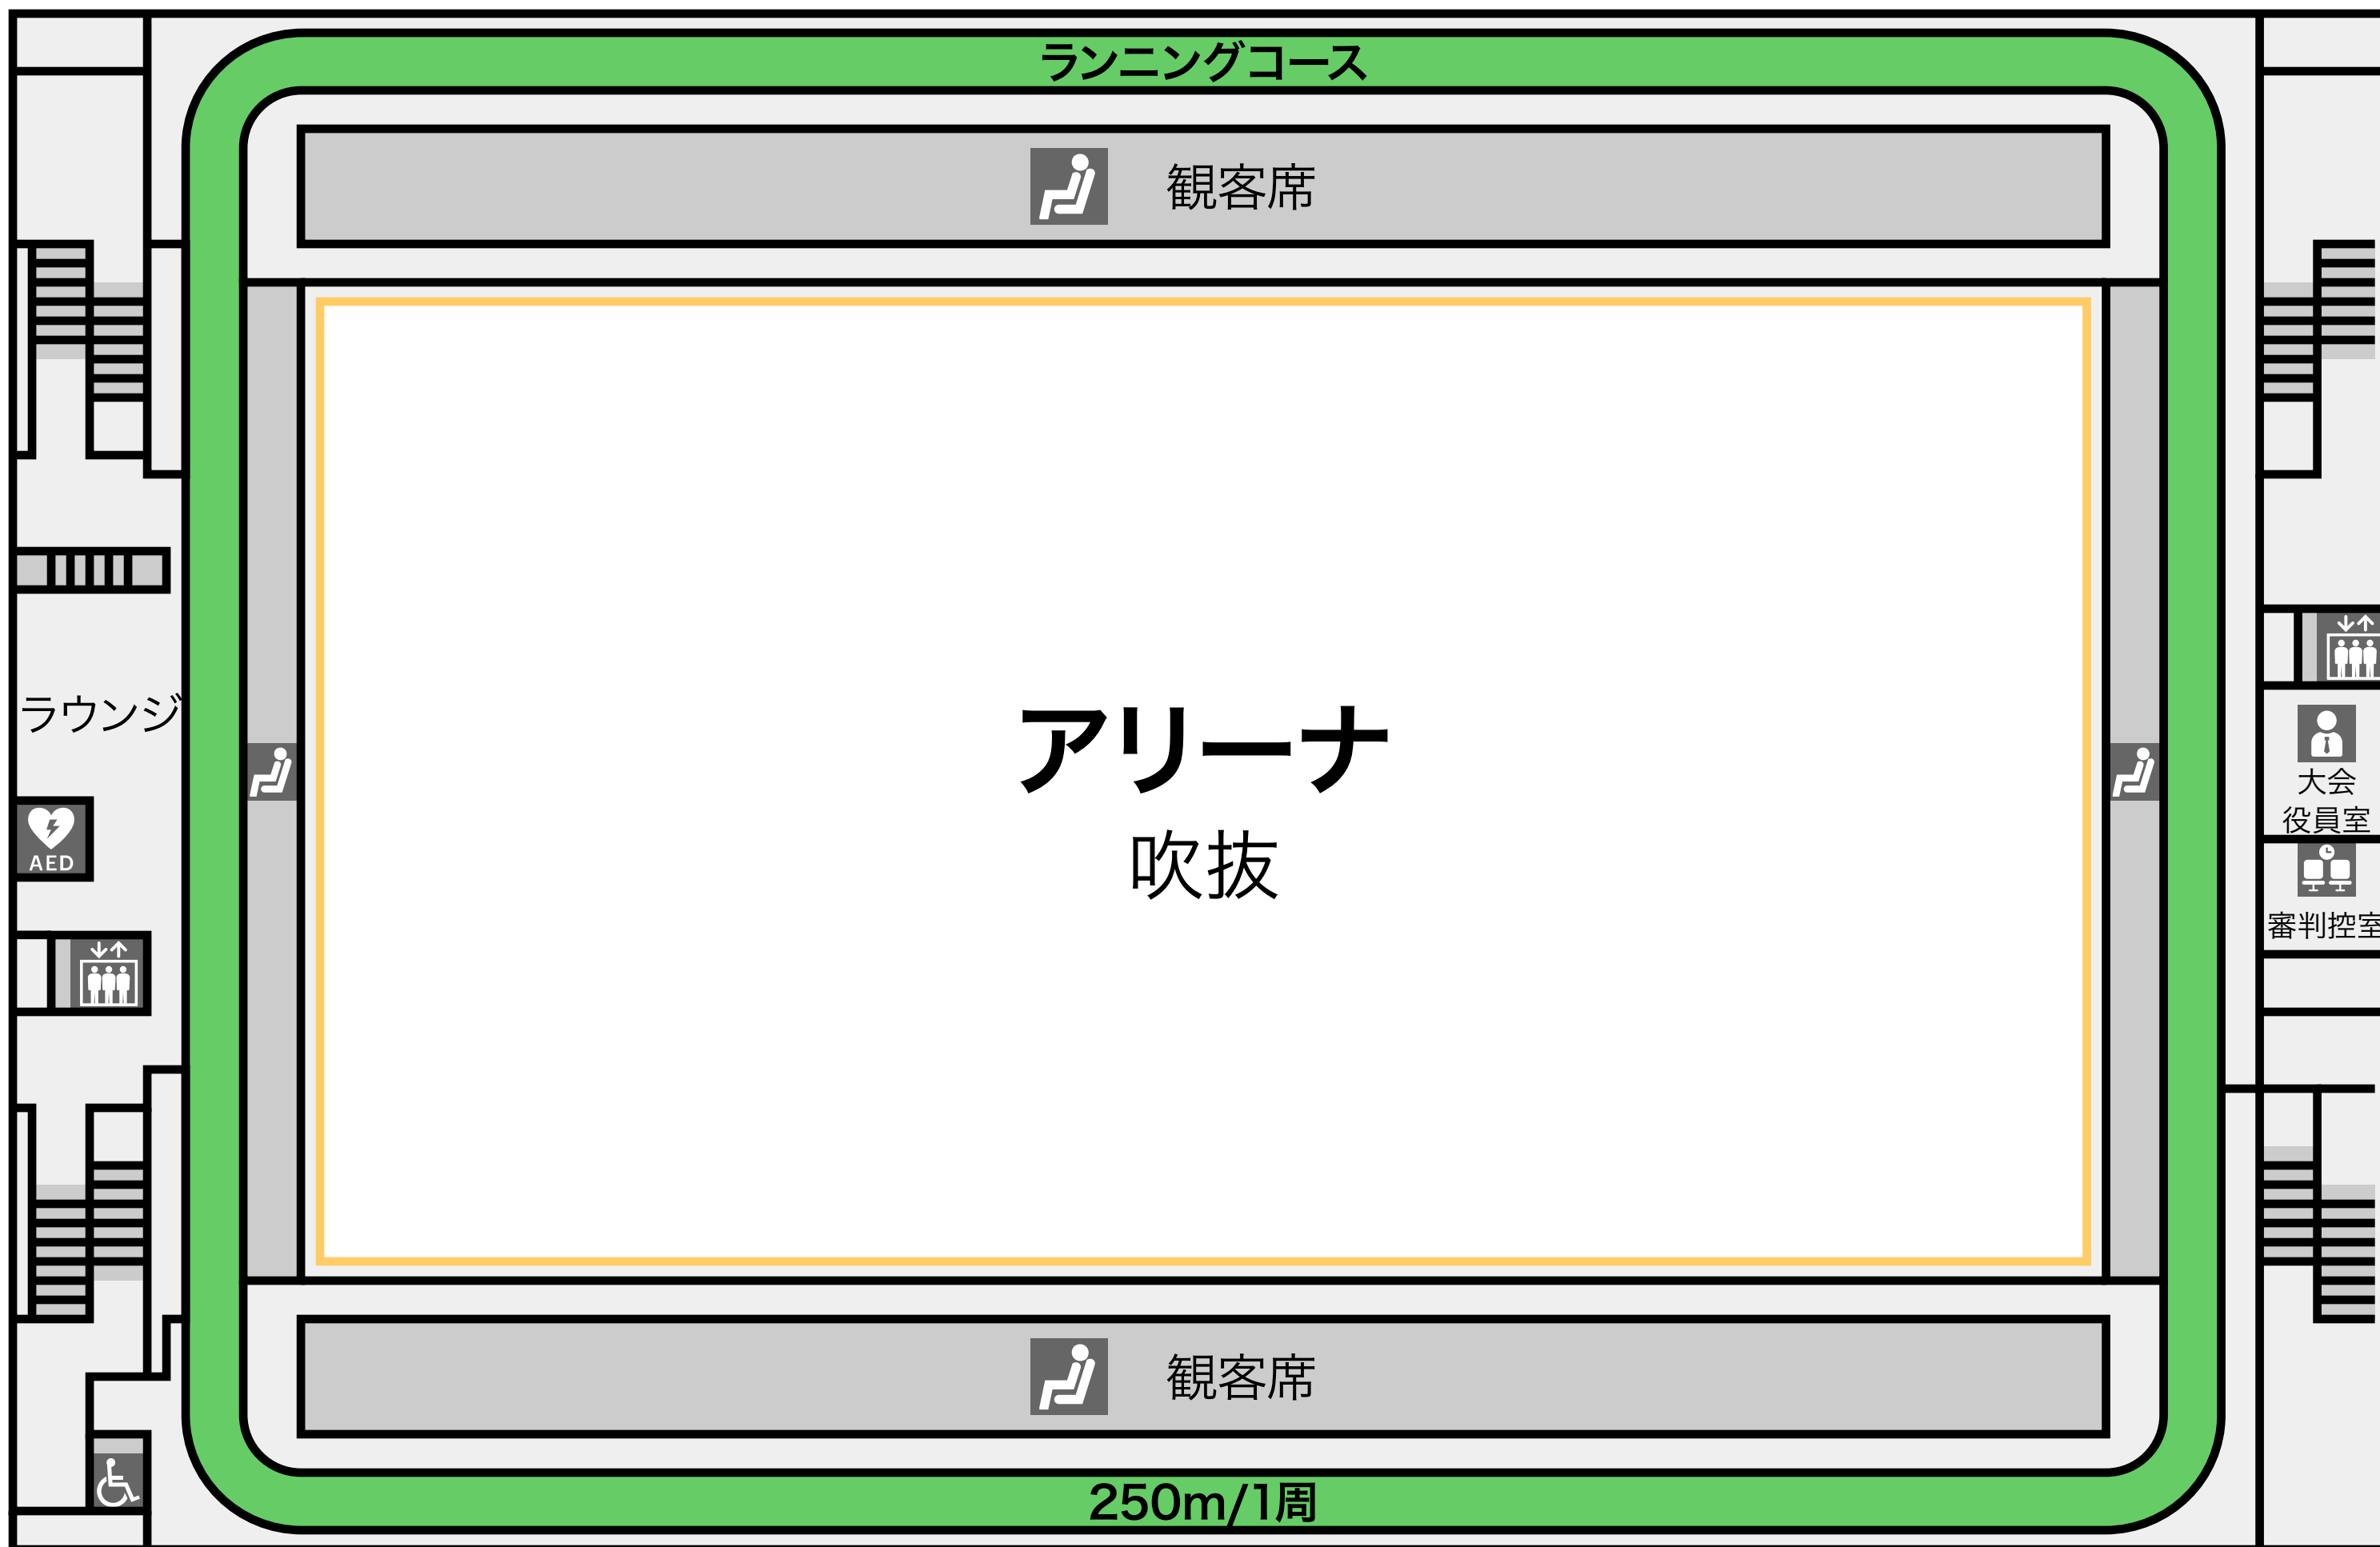 ランニングコース
観客席
ラウンジ
アリーナ
吹抜
大会
役員室
AED
審判控室
観客席
250m/1周